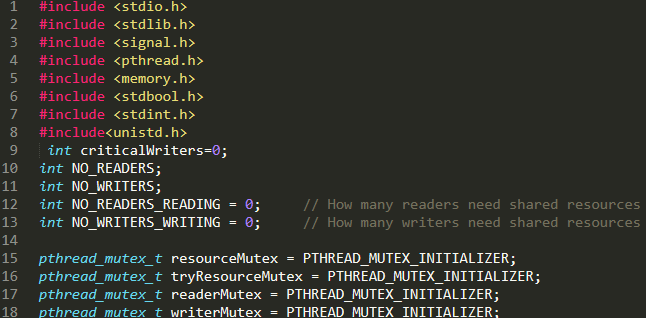 1 #include <stdio.h>
2 #include <stdlib.h>
3 #include <signal.h>
4 #include <pthread.h>
5 #include <memory.h>
6 #include <stdbool.h>
7 #include <stdint.h>
8 #include<unistd.h>
9 int criticalWriters=0;
10 int NO_READERS;
11 int NO_WRITERS;
12 int NO_READERS_READING = 0; // How many readers need shared resources
13 int NO_WRITERS_WRITING = 0; // How many writers need shared resources
14
15 pthread_mutex_t resourceMutex = PTHREAD_MUTEX_INITIALIZER;
16 pthread_mutex_t tryResourceMutex = PTHREAD_MUTEX_INITIALIZER;
17 pthread_mutex_t readerMutex = PTHREAD_MUTEX_INITIALIZER;
18 pthread_mutex_t writerMutex = PTHREAD_MUTEX_INITIALIZER;